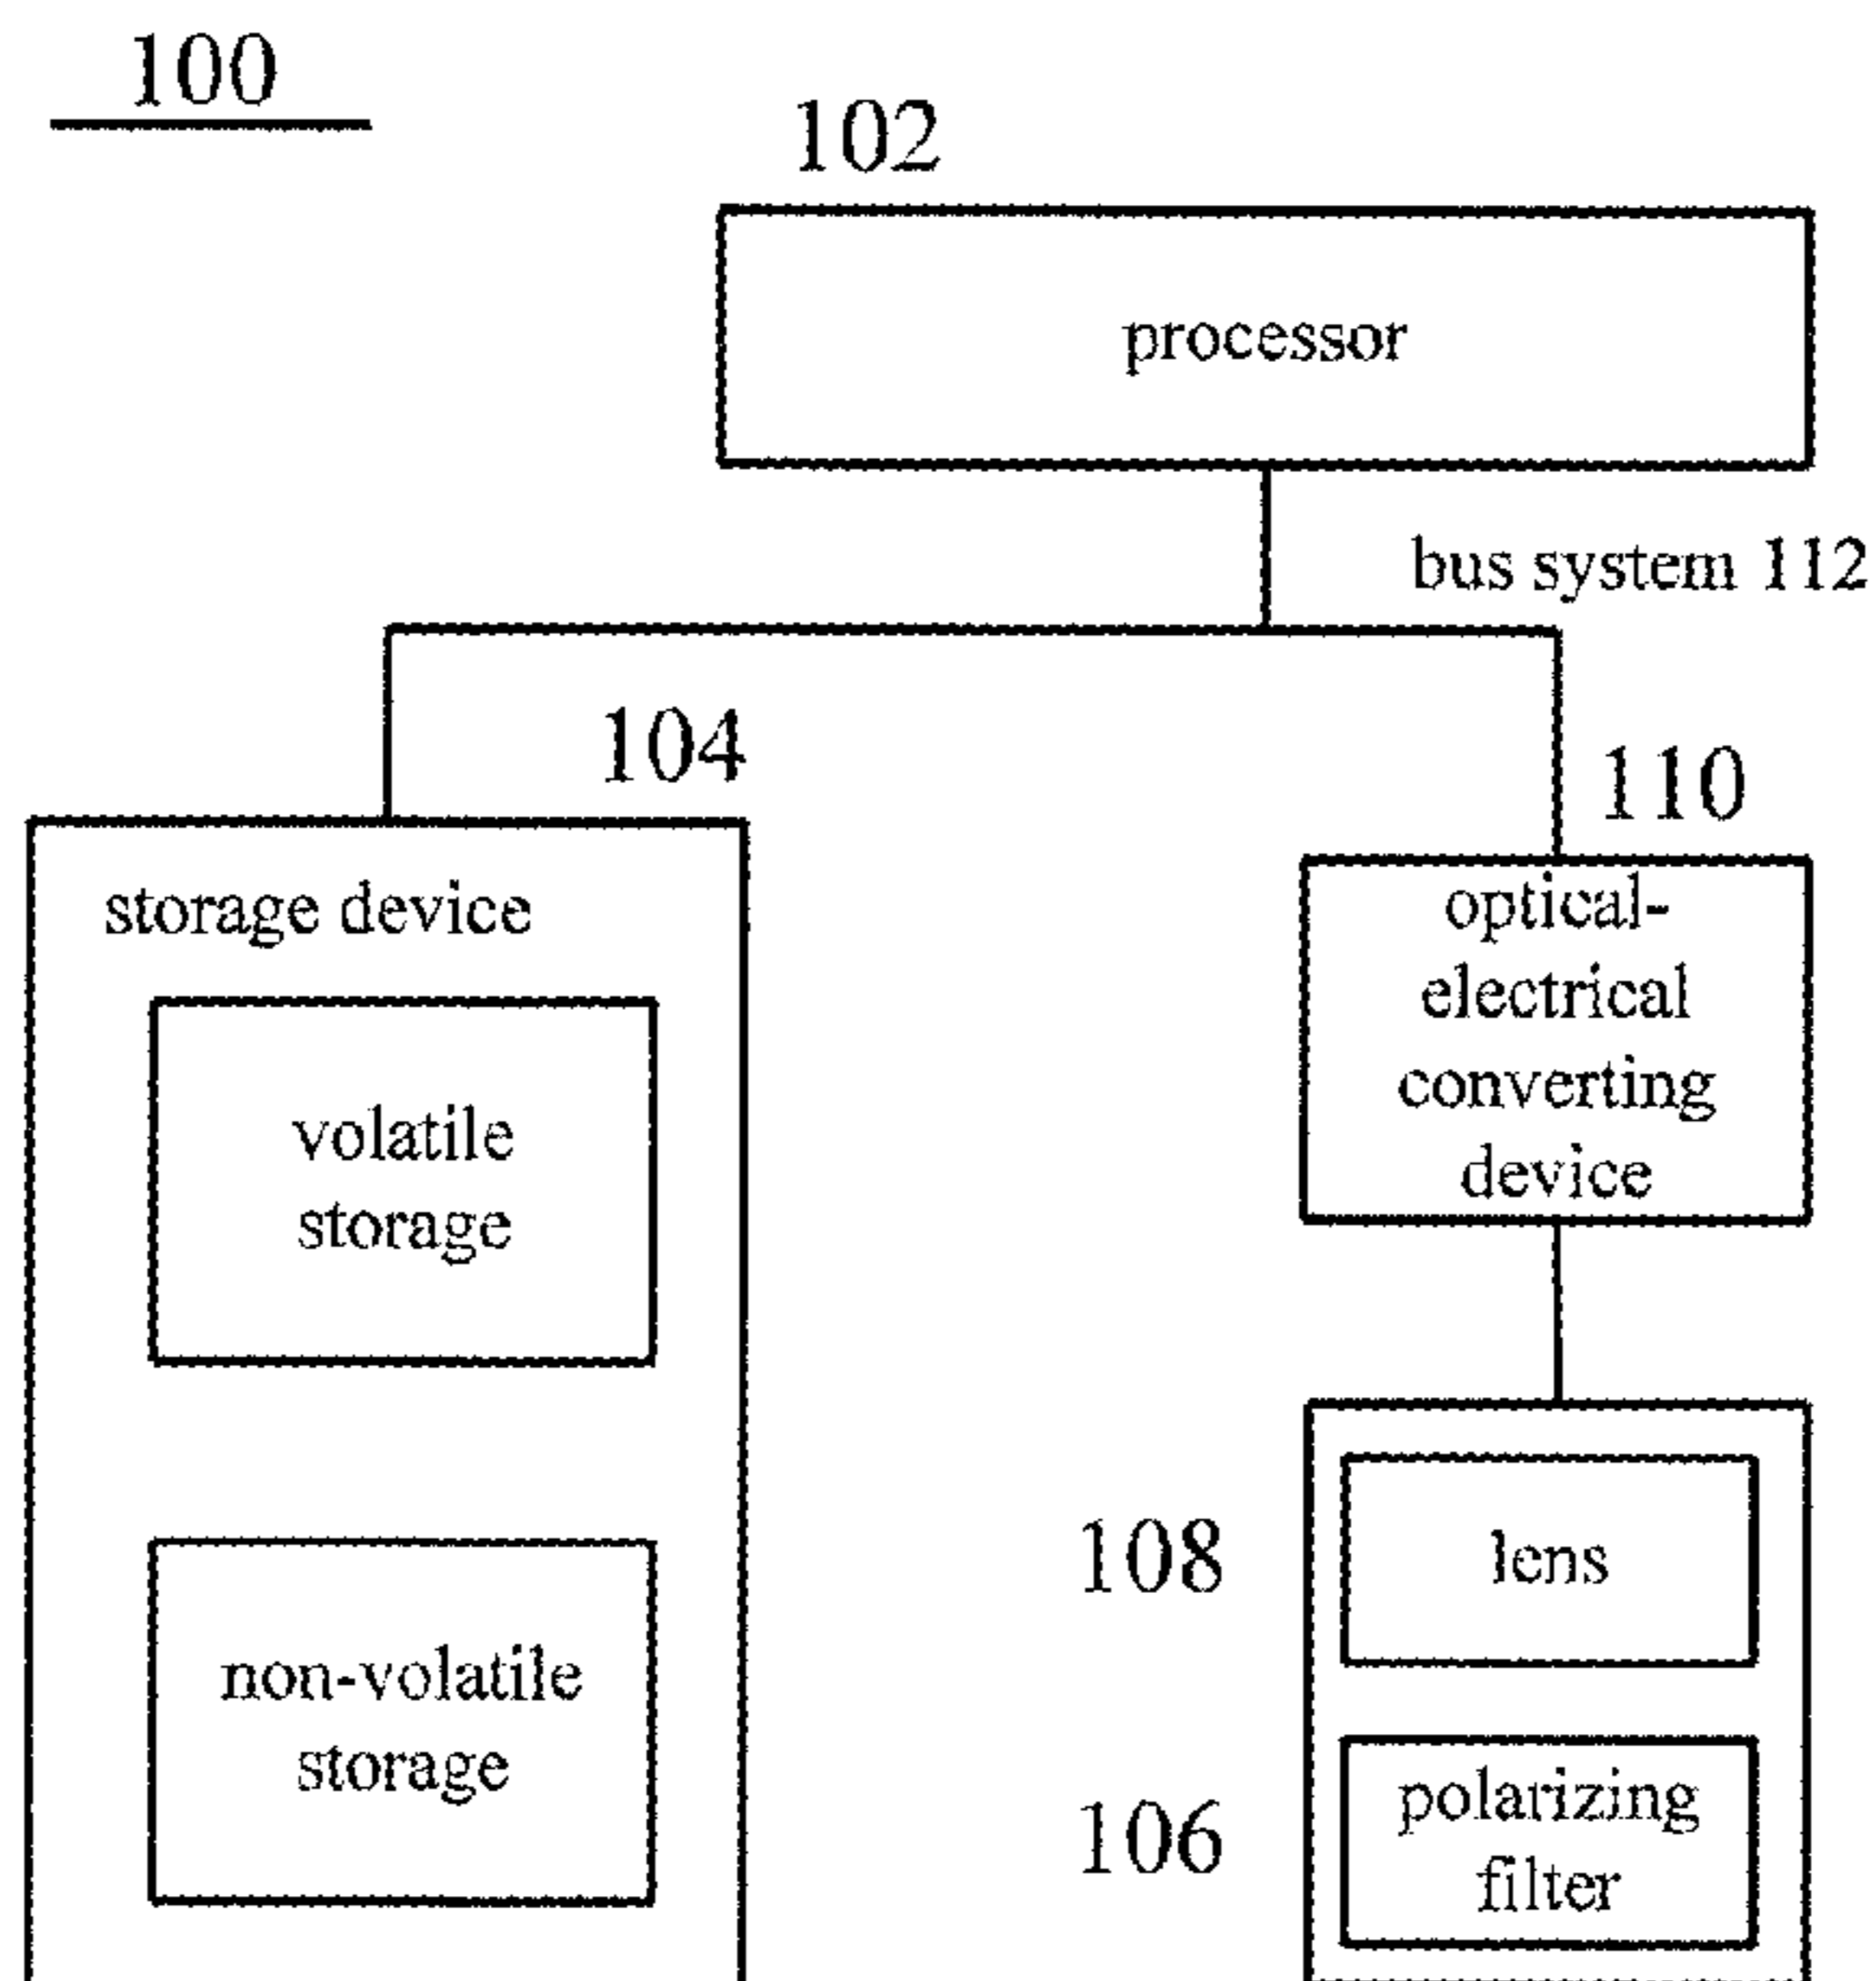 100
102
processor
bus system 112
104
110
storage device
optical-
electrical
converting
device
volatile
storage
108
lens
non-volatile
storage
106
polarizing
filter